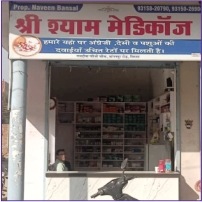 Prop. Naveen Bansal
श्री श्याम मेडिकॉज
हमारे यहां पर अंग्रेजी, देसी व पशुओं की
दवाईयां उचित रेटों पर मिलती हैं।